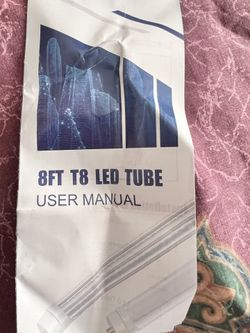 8FT T8 LED TUBE
USER MANUAL